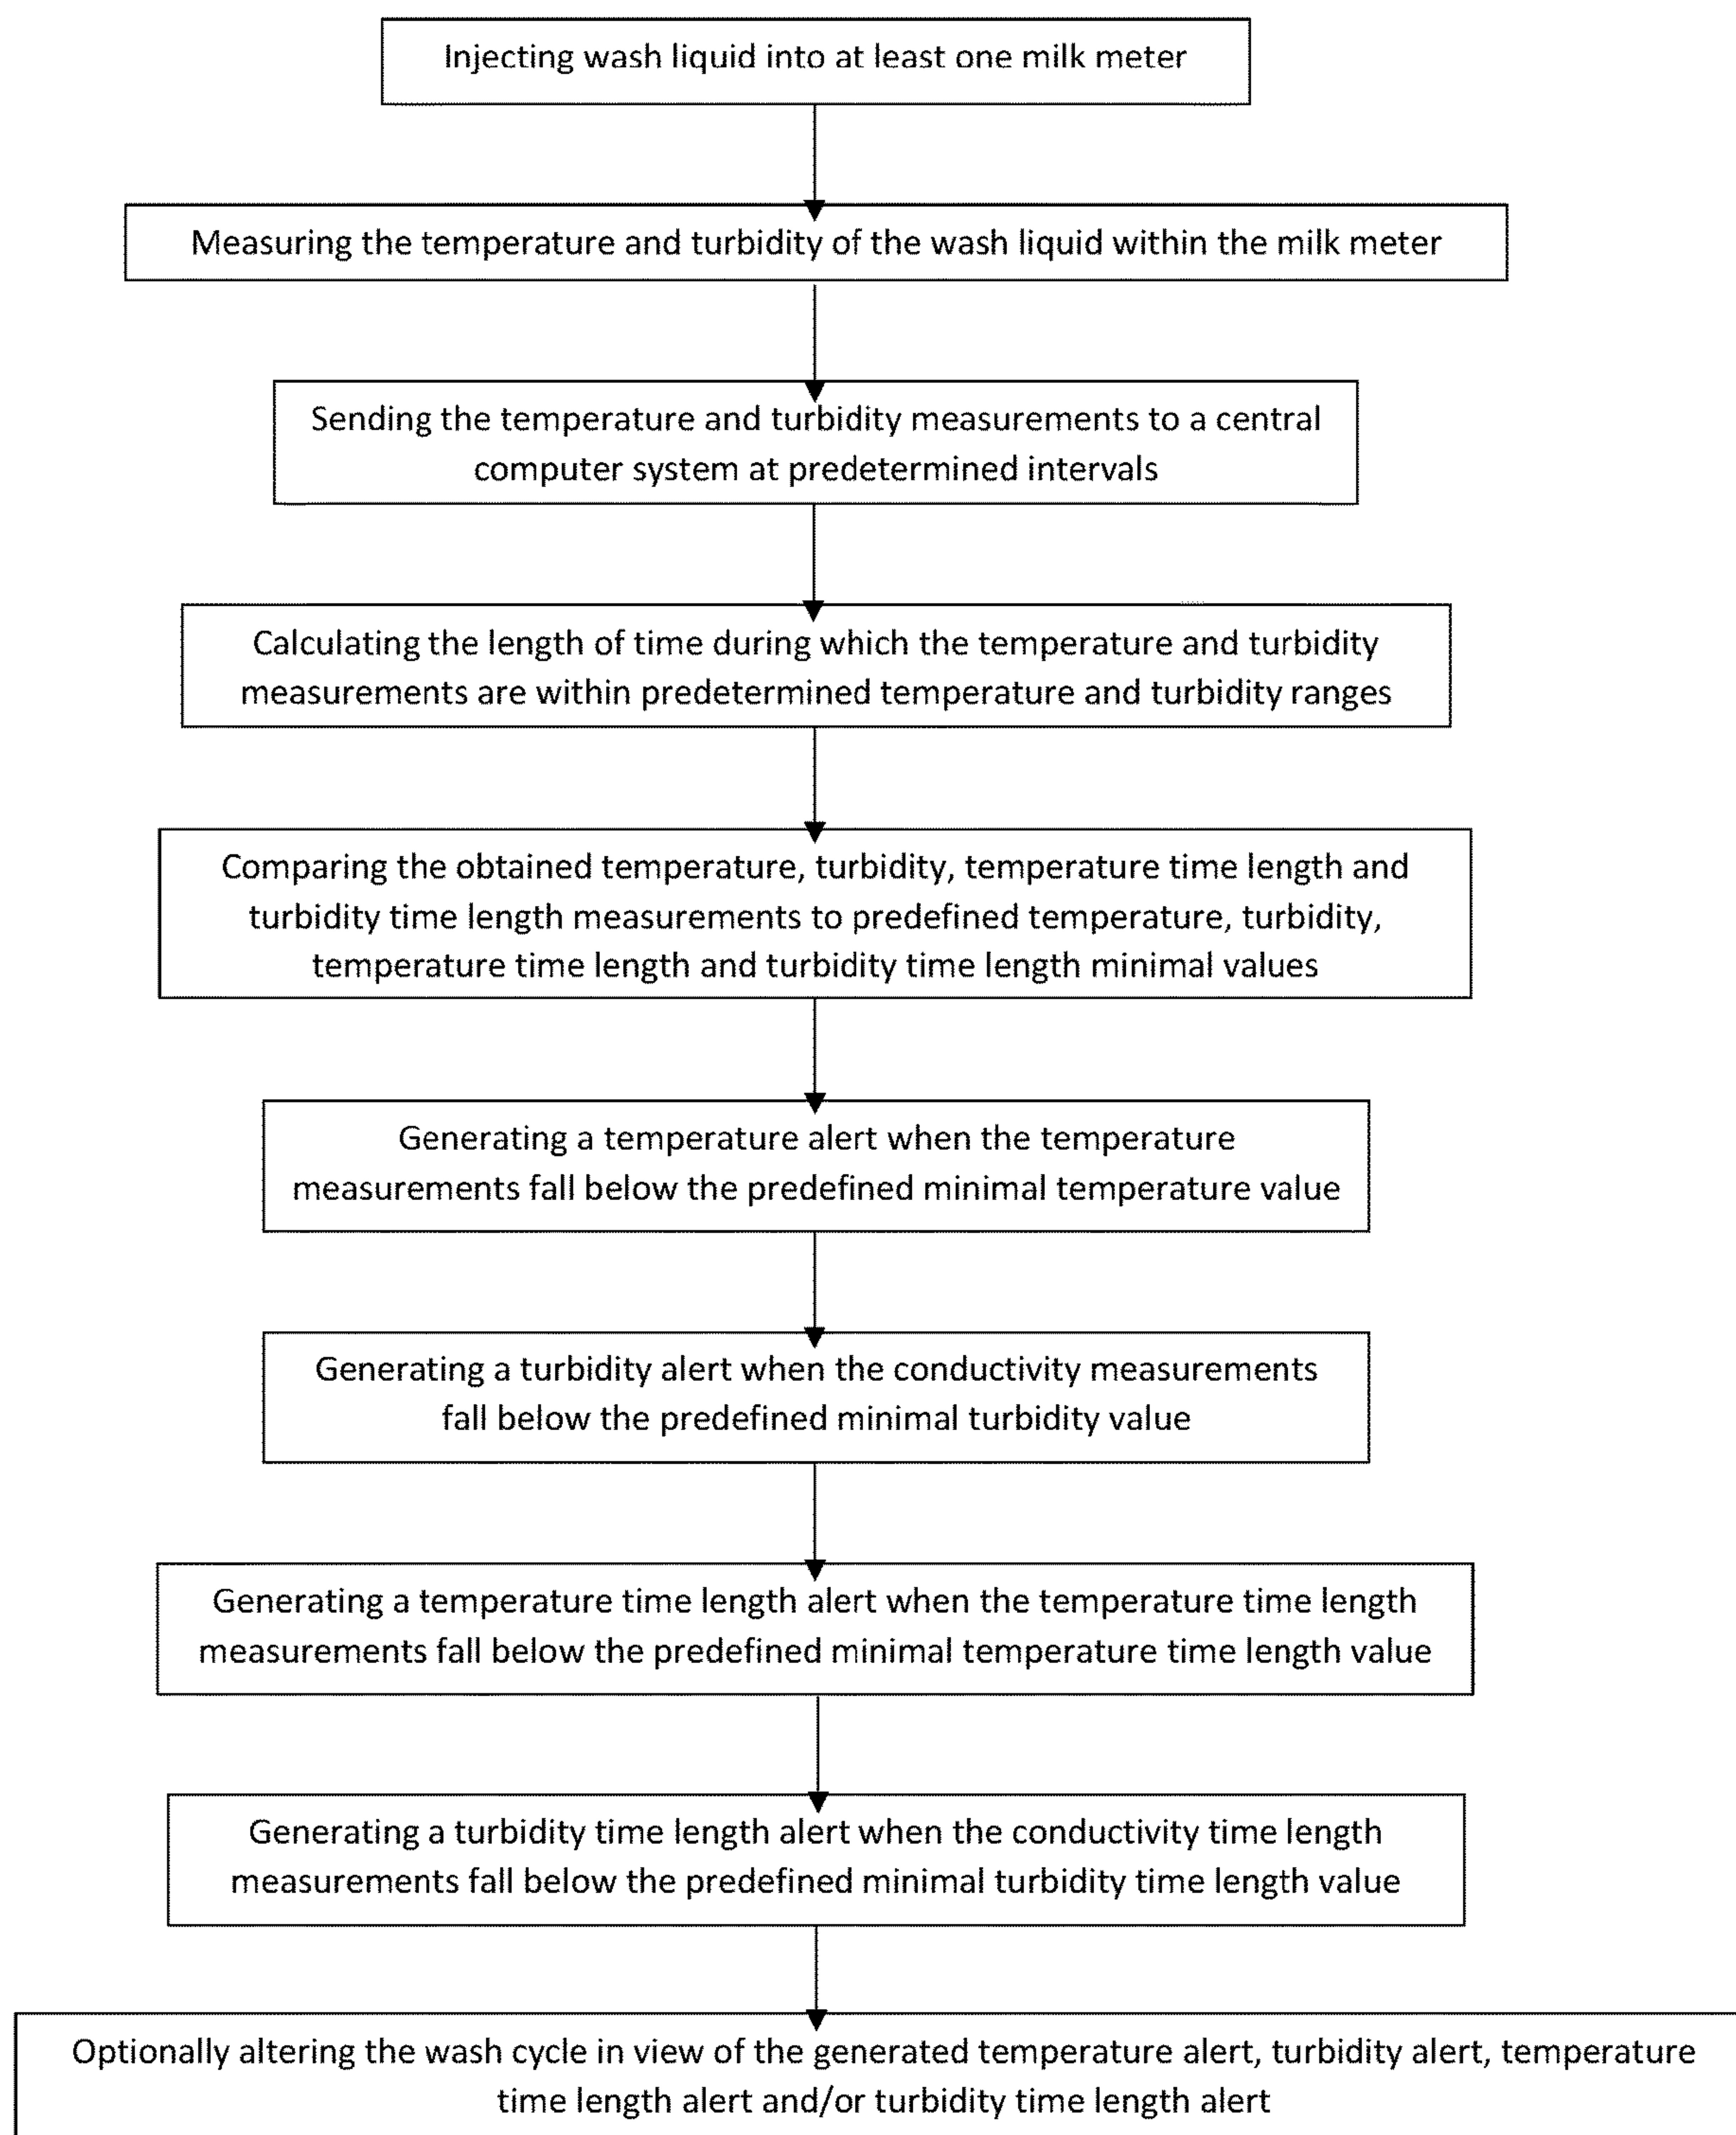 Injecting wash liquid into at least one milk meter
Measuring the temperature and turbidity of the wash liquid within the milk meter
Sending the temperature and turbidity measurements to a central
computer system at predetermined intervals
Calculating the length of time during which the temperature and turbidity
measurements are within predetermined temperature and turbidity ranges
Comparing the obtained temperature, turbidity, temperature time length and
turbidity time length measurements to predefined temperature, turbidity,
temperature time length and turbidity time length minimal values
Generating a temperature alert when the temperature
measurements fall below the predefined minimal temperature value
Generating a turbidity alert when the conductivity measurements
fall below the predefined minimal turbidity value
Generating a temperature time length alert when the temperature time length
measurements fall below the predefined minimal temperature time length value
Generating a turbidity time length alert when the conductivity time length
measurements fall below the predefined minimal turbidity time length value
Optionally altering the wash cycle in view of the generated temperature alert, turbidity alert, temperature
time length alert and/or turbidity time length alert